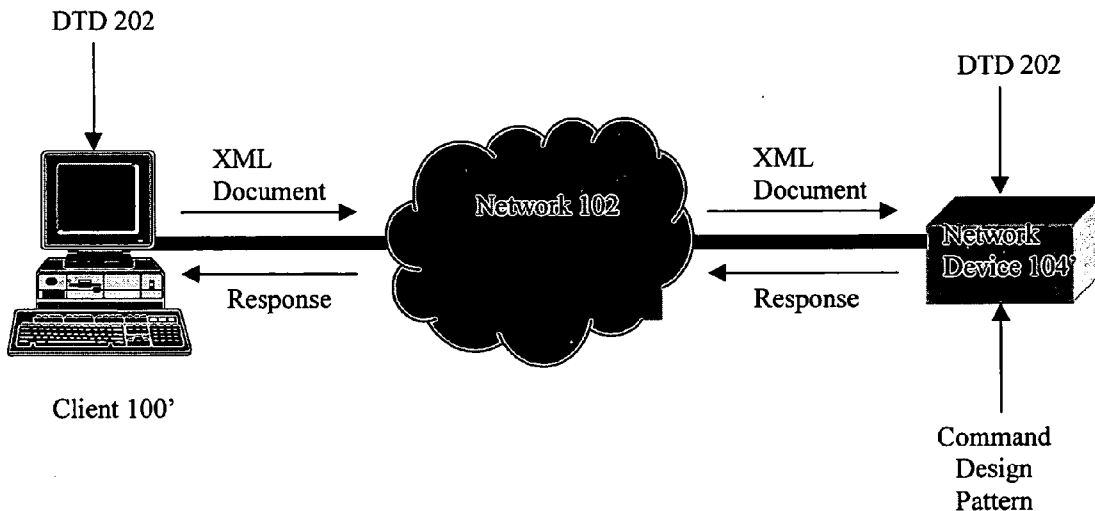 DTD 202
DTD 202
XML
Document
XML
Document
Network 102
Network
Device 104'
Response
Response
Client 100'
Command
Design
Pattern